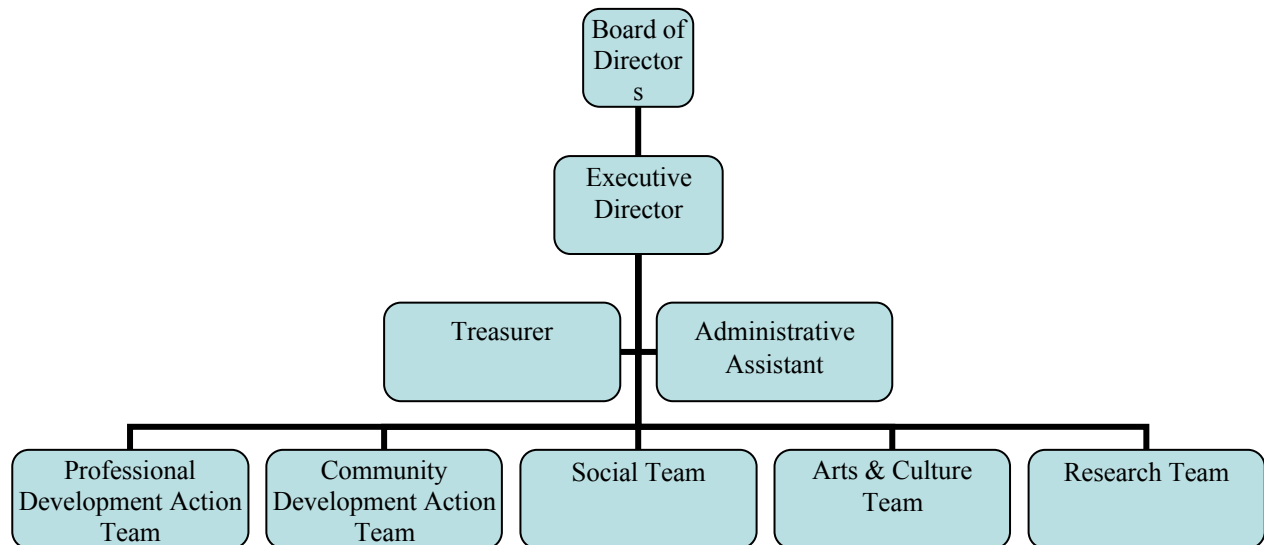 Board of
Director
s
Executive
Director
Treasurer
Administrative
Assistant
Professional
Development Action
Team
Community
Development Action
Team
Social Team
Arts & Culture
Team
Research Team